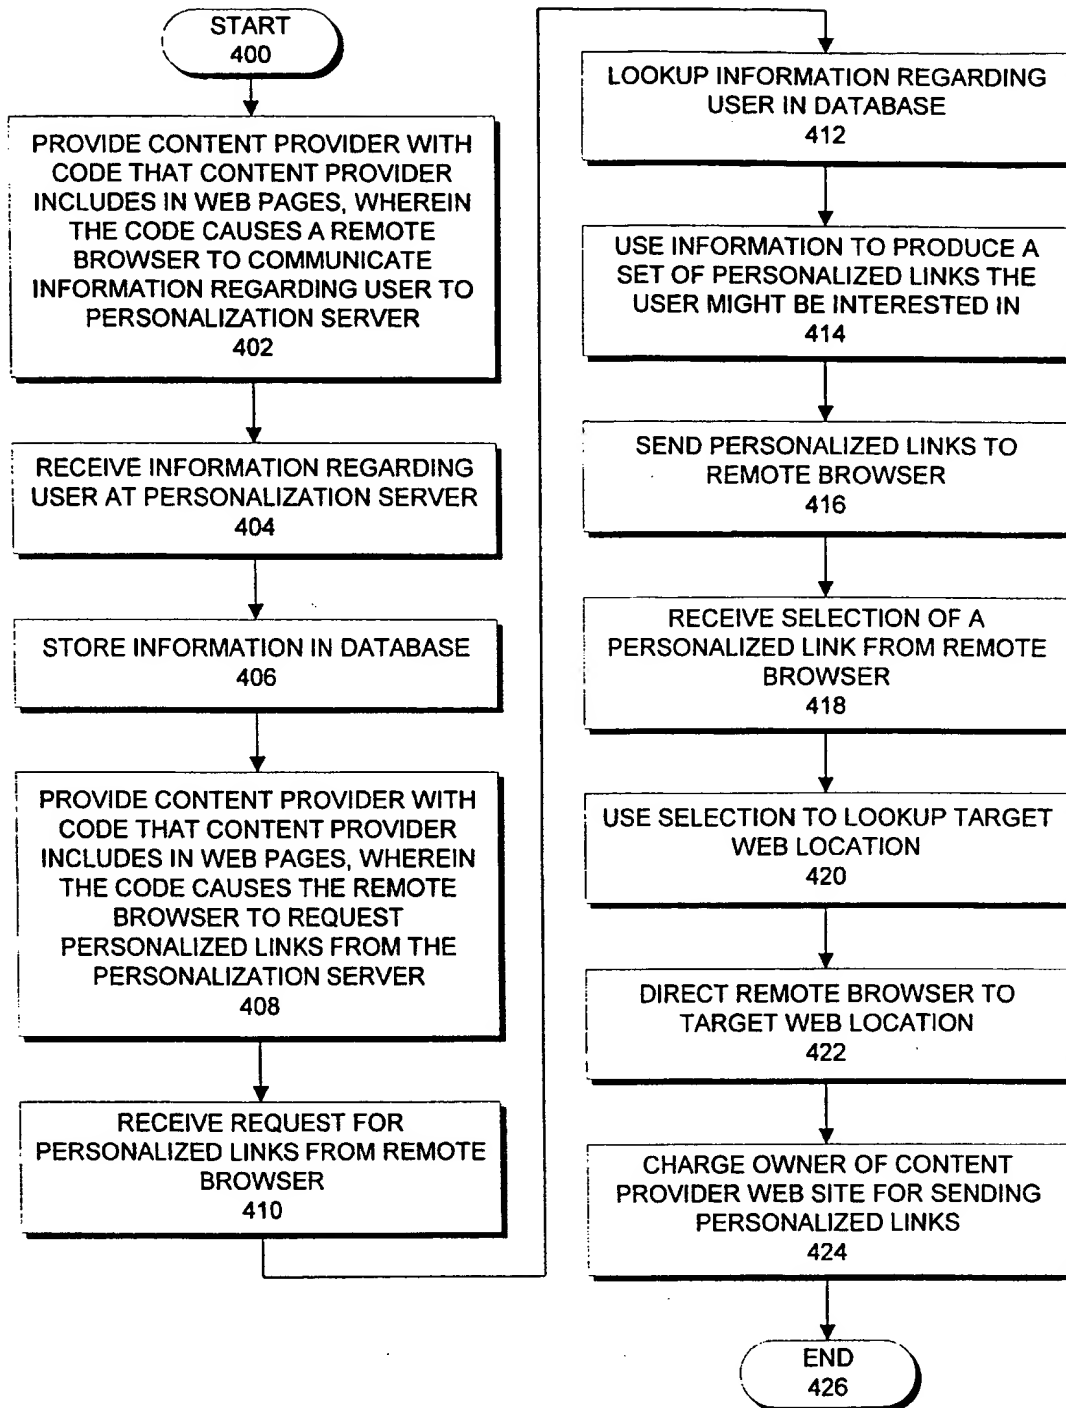 START
400
PROVIDE CONTENT PROVIDER WITH
CODE THAT CONTENT PROVIDER
INCLUDES IN WEB PAGES, WHEREIN
THE CODE CAUSES A REMOTE
BROWSER TO COMMUNICATE
INFORMATION REGARDING USER TO
PERSONALIZATION SERVER
402
RECEIVE INFORMATION REGARDING
USER AT PERSONALIZATION SERVER
404
STORE INFORMATION IN DATABASE
406
PROVIDE CONTENT PROVIDER WITH
CODE THAT CONTENT PROVIDER
INCLUDES IN WEB PAGES, WHEREIN
THE CODE CAUSES THE REMOTE
BROWSER TO REQUEST
PERSONALIZED LINKS FROM THE
PERSONALIZATION SERVER
408
RECEIVE REQUEST FOR
PERSONALIZED LINKS FROM REMOTE
BROWSER
410
LOOKUP INFORMATION REGARDING
USER IN DATABASE
412
USE INFORMATION TO PRODUCE A
SET OF PERSONALIZED LINKS THE
USER MIGHT BE INTERESTED IN
414
SEND PERSONALIZED LINKS TO
REMOTE BROWSER
416
RECEIVE SELECTION OF A
PERSONALIZED LINK FROM REMOTE
BROWSER
418
USE SELECTION TO LOOKUP TARGET
WEB LOCATION
420
DIRECT REMOTE BROWSER TO
TARGET WEB LOCATION
422
CHARGE OWNER OF CONTENT
PROVIDER WEB SITE FOR SENDING
PERSONALIZED LINKS
424
END
426